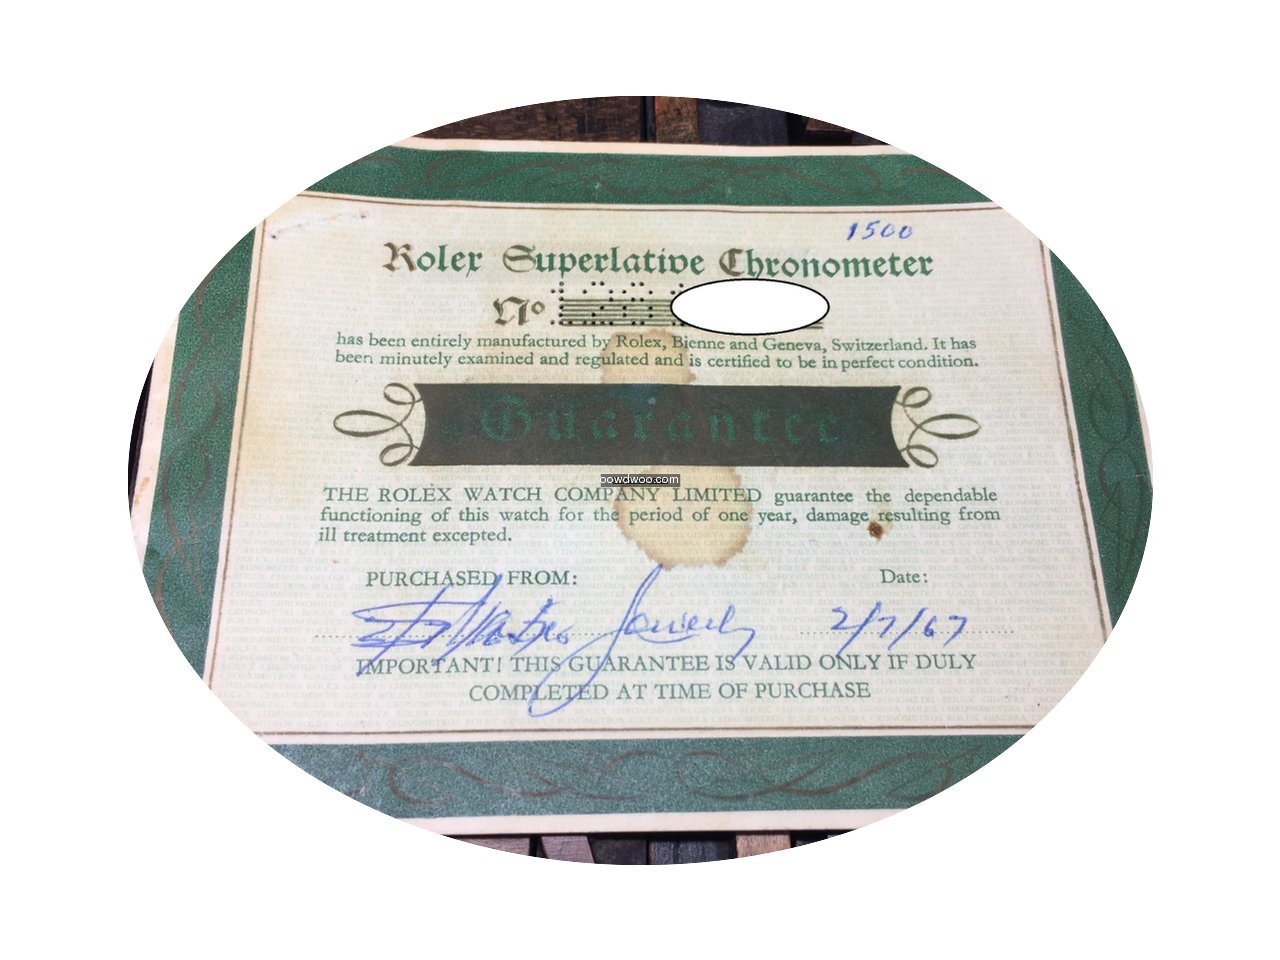 1500
Rolex Superlative Chronometer
No
has been entirely manufactured by Rolex, Bienne and Geneva, Switzerland. It has
been minutely examined and regulated and is certified to be in perfect condition.
Guarantee
oowdwoo.com
THE ROLEX WATCH COMPANY LIMITED guarantee the dependable
functioning of this watch for the period of one year, damage resulting from
ill treatment excepted.
PURCHASED FROM: Date:
2/7/67
IMPORTANT! THIS GUARANTEE IS VALID ONLY IF DULY
COMPLETED AT TIME OF PURCHASE